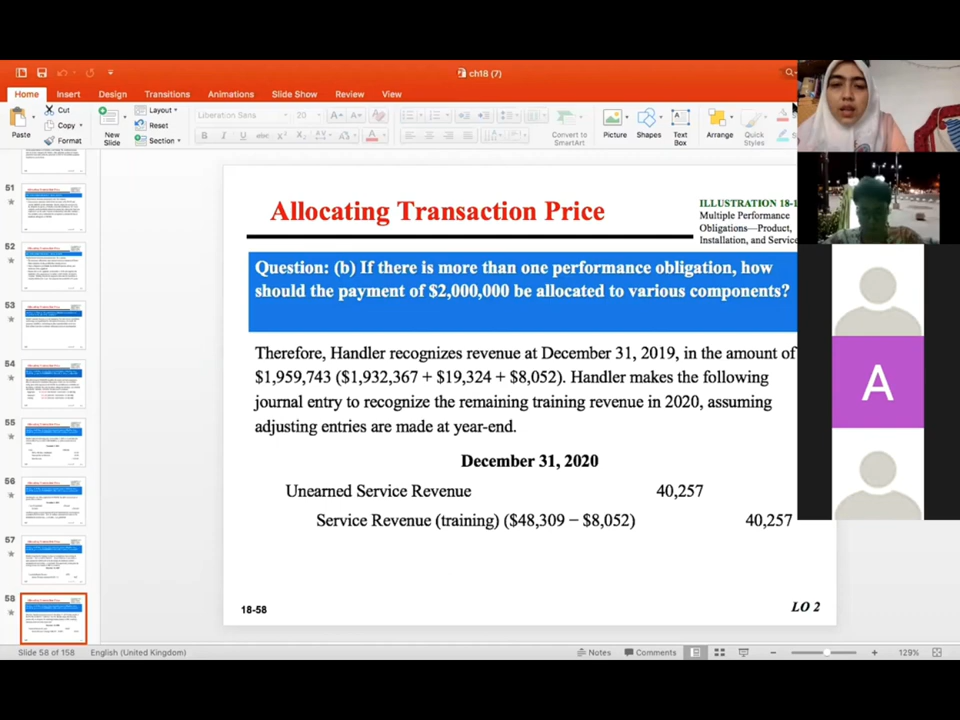 ch18 (7)
Home Insert Design Transitions Animations Slide Show Review View
Paste
Cut
Copy
Format
New
Slide
Layout
Reset
Section
Liberation Sans 20
B I U abc
Convert to
SmartArt
Picture
Shapes
Text
Box
Arrange
Quick
Styles
51
52
53
54
55
56
57
58
Allocating Transaction Price
ILLUSTRATION 18-1
Multiple Performance
Obligations—Product,
Installation, and Service
Question: (b) If there is more than one performance obligation, how
should the payment of $2,000,000 be allocated to various components?
Therefore, Handler recognizes revenue at December 31, 2019, in the amount of
$1,959,743 ($1,932,367 + $19,324 + $8,052). Handler makes the following
journal entry to recognize the remaining training revenue in 2020, assuming
adjusting entries are made at year-end.
December 31, 2020
Unearned Service Revenue 40,257
Service Revenue (training) ($48,309 − $8,052) 40,257
18-58
LO 2
A
Slide 58 of 158 English (United Kingdom) Notes Comments 129%